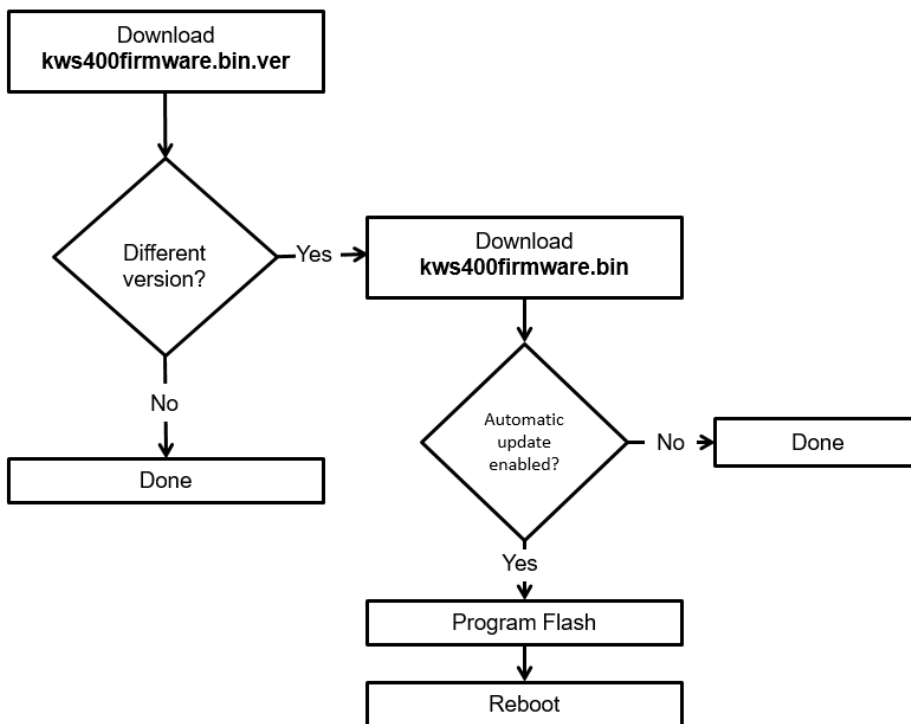 Download
kws400firmware.bin.ver
Different
version?
Yes
Download
kws400firmware.bin
No
Done
Automatic
update
enabled?
No
Done
Yes
Program Flash
Reboot